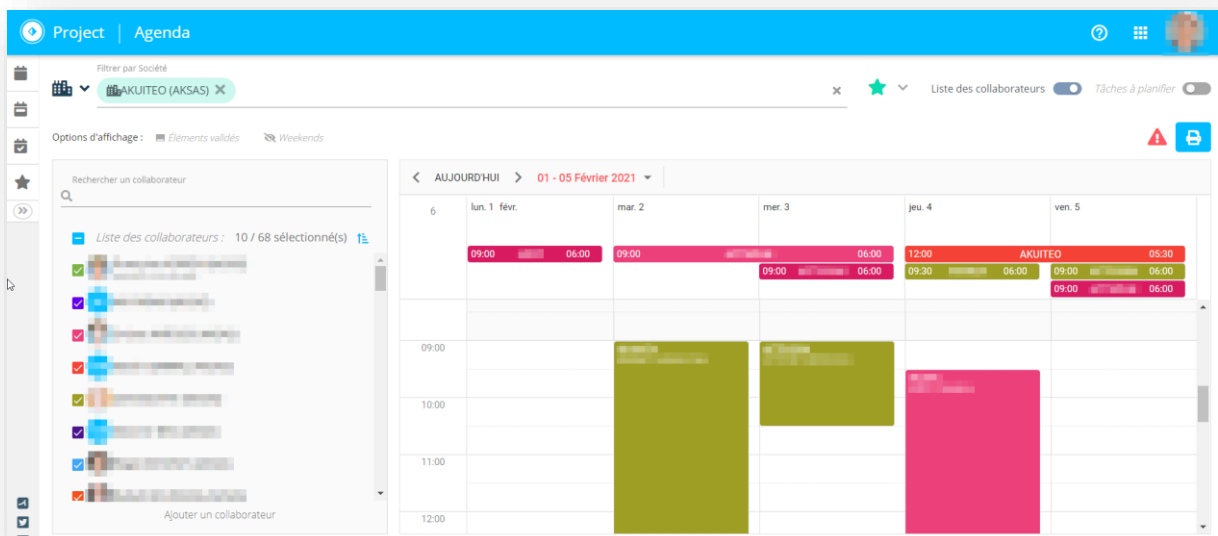 Project | Agenda
Filtrer par Société
AKUITEO (AKSAS)
Liste des collaborateurs
Tâches à planifier
Options d'affichage :
Éléments validés
Weekends
Rechercher un collaborateur
AUJOURD'HUI
01 - 05 Février 2021
6
lun. 1 févr.
mar. 2
mer. 3
jeu. 4
ven. 5
Liste des collaborateurs :
10 / 68 sélectionné(s)
09:00 06:00
09:00 06:00
12:00 AKUITEO 05:30
09:00 06:00
09:30 06:00
09:00 06:00
09:00 06:00
09:00
10:00
11:00
12:00
Ajouter un collaborateur